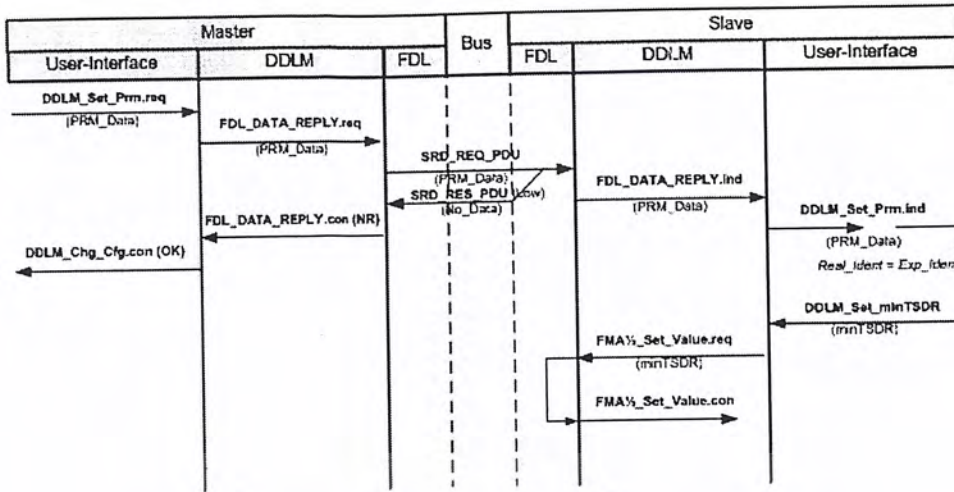 Master
Bus
Slave
User-Interface
DDLM
FDL
FDL
DDLM
User-Interface
DDLM_Set_Prm.req
(PRM_Data)
FDL_DATA_REPLY.req
(PRM_Data)
SRD_REQ_PDU
(PRM_Data)
SRD_RES_PDU (Low)
(No_Data)
FDL_DATA_REPLY.ind
(PRM_Data)
FDL_DATA_REPLY.con (NR)
DDLM_Set_Prm.ind
(PRM_Data)
DDLM_Chg_Cfg.con (OK)
Real_Ident = Exp_Iden
DDLM_Set_minTSDR
(minTSDR)
FMA½_Set_Value.req
(minTSDR)
FMA½_Set_Value.con